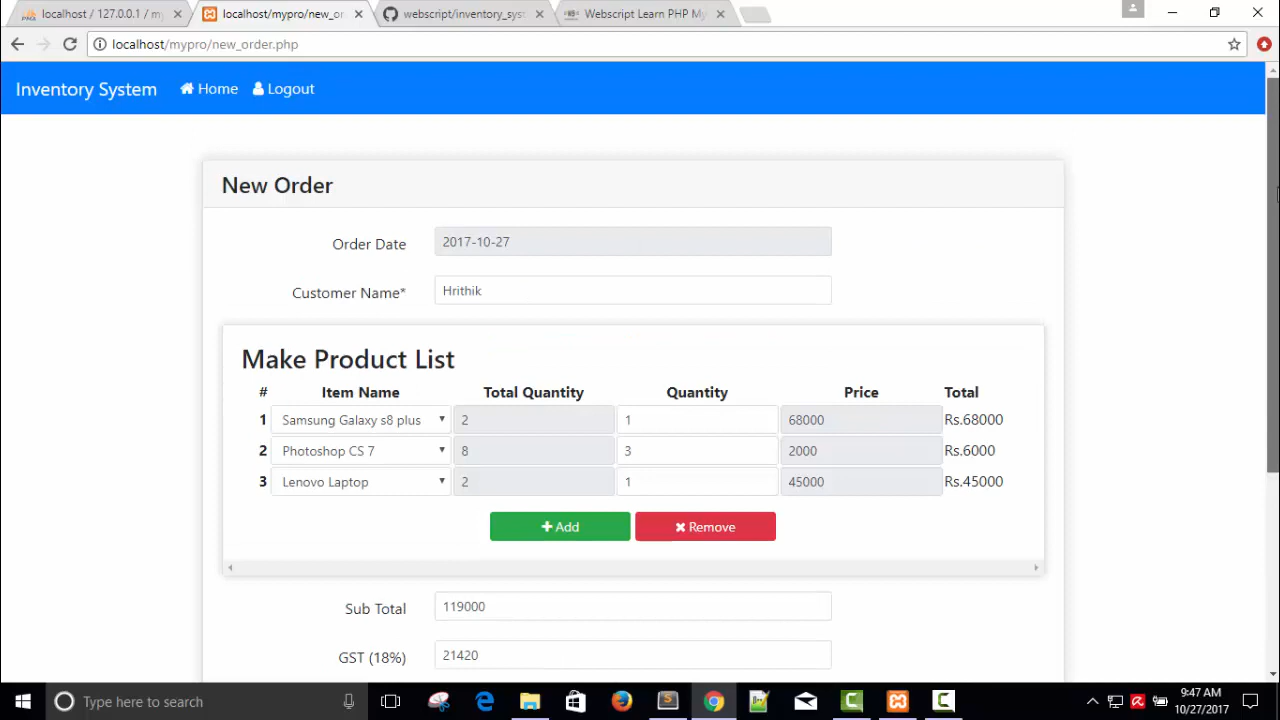 localhost / 127.0.0.1 / my
localhost/mypro/new_or
webscript/inventory_syst
Webscript Learn PHP My
localhost/mypro/new_order.php
Inventory System Home Logout
New Order
Order Date 2017-10-27
Customer Name* Hrithik
Make Product List
# Item Name Total Quantity Quantity Price Total
1 Samsung Galaxy s8 plus 2 1 68000 Rs.68000
2 Photoshop CS 7 8 3 2000 Rs.6000
3 Lenovo Laptop 2 1 45000 Rs.45000
Add Remove
Sub Total 119000
GST (18%) 21420
Type here to search
9:47 AM
10/27/2017